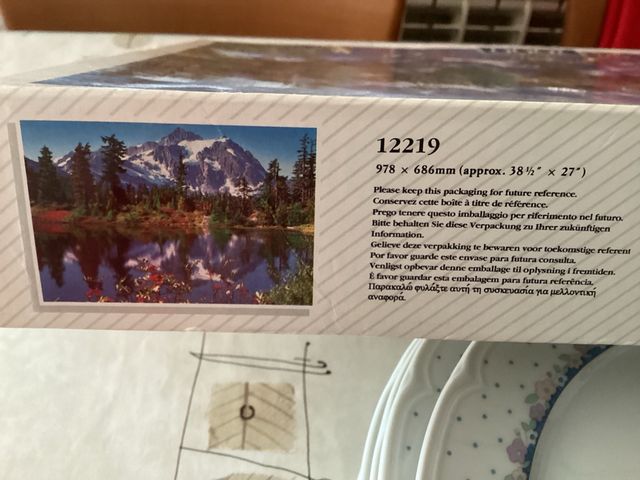 12219
978 × 686mm (approx. 38½" × 27")
Please keep this packaging for future reference.
Conservez cette boîte à titre de référence.
Prego tenere questo imballaggio per riferimento nel futuro.
Bitte behalten Sie diese Verpackung zu Ihrer zukünftigen
Information.
Gelieve deze verpakking te bewaren voor toekomstige referent
Por favor guarde este envase para futura consulta.
Venligst opbevar denne emballage til oplysning i fremtiden.
É favor guardar esta embalagem para futura referência.
Παρακαλώ φυλάξτε αυτή τη συσκευασία για μελλοντική
αναφορά.